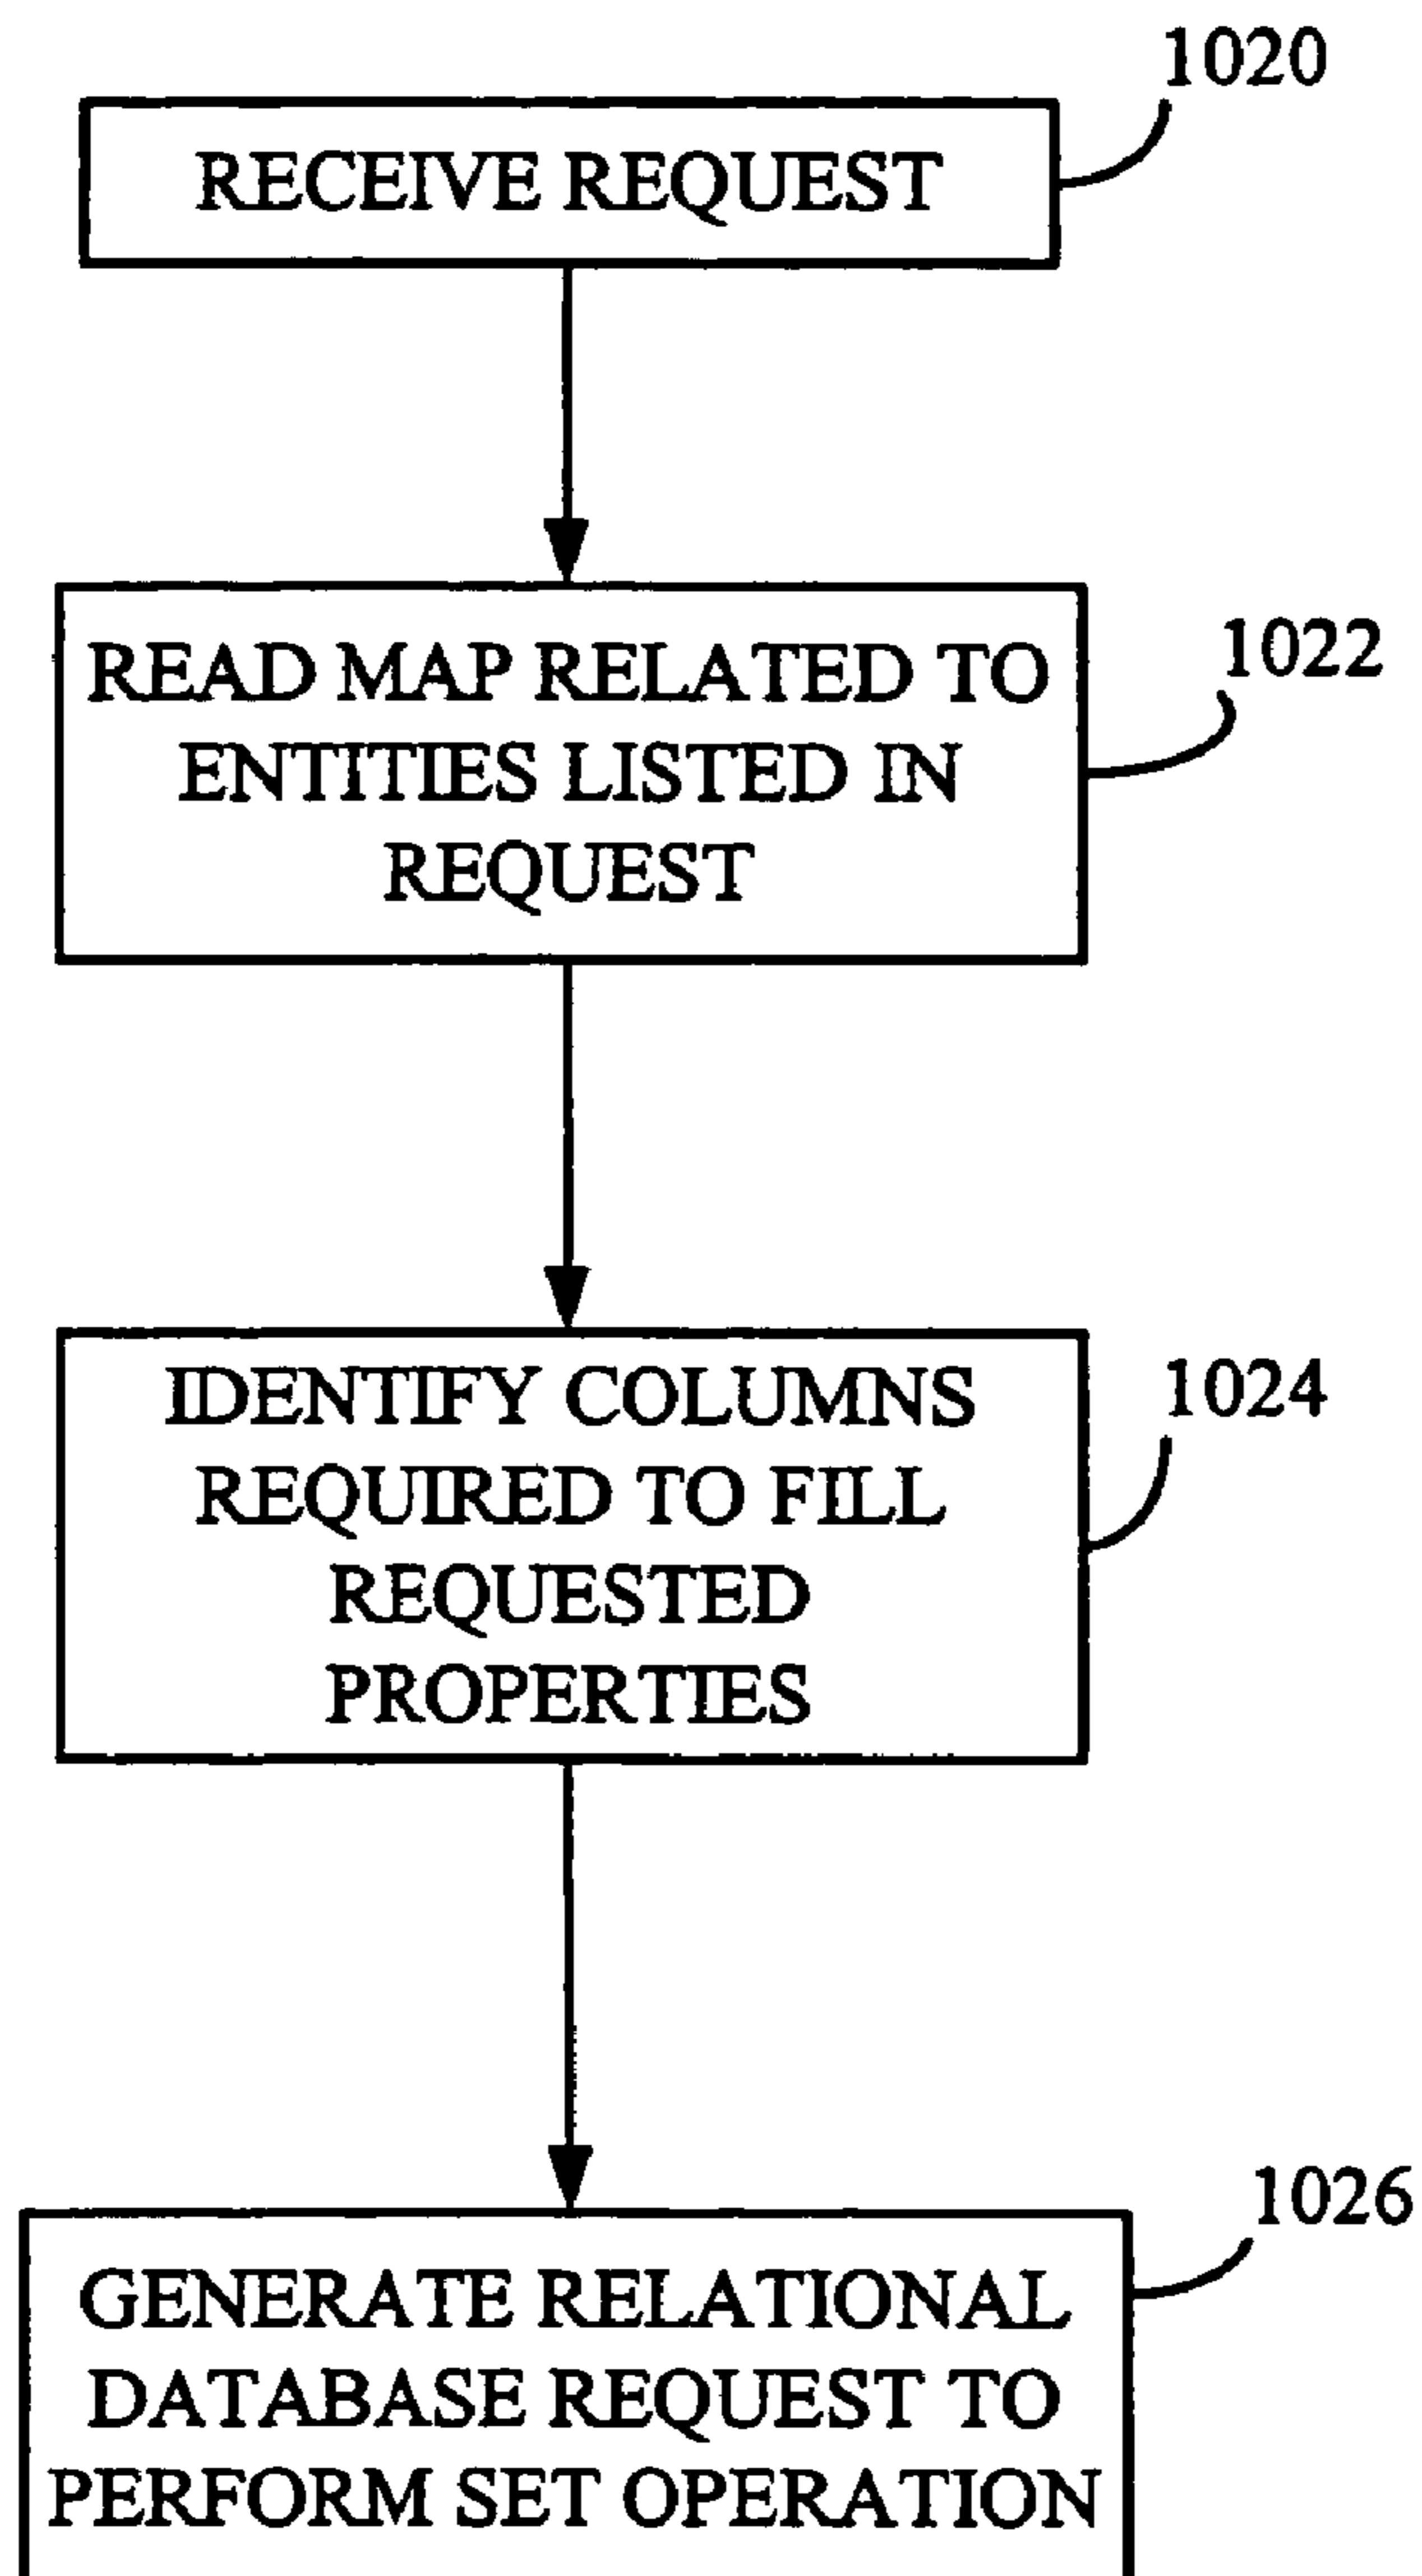 1020
RECEIVE REQUEST
1022
READ MAP RELATED TO
ENTITIES LISTED IN
REQUEST
1024
IDENTIFY COLUMNS
REQUIRED TO FILL
REQUESTED
PROPERTIES
1026
GENERATE RELATIONAL
DATABASE REQUEST TO
PERFORM SET OPERATION